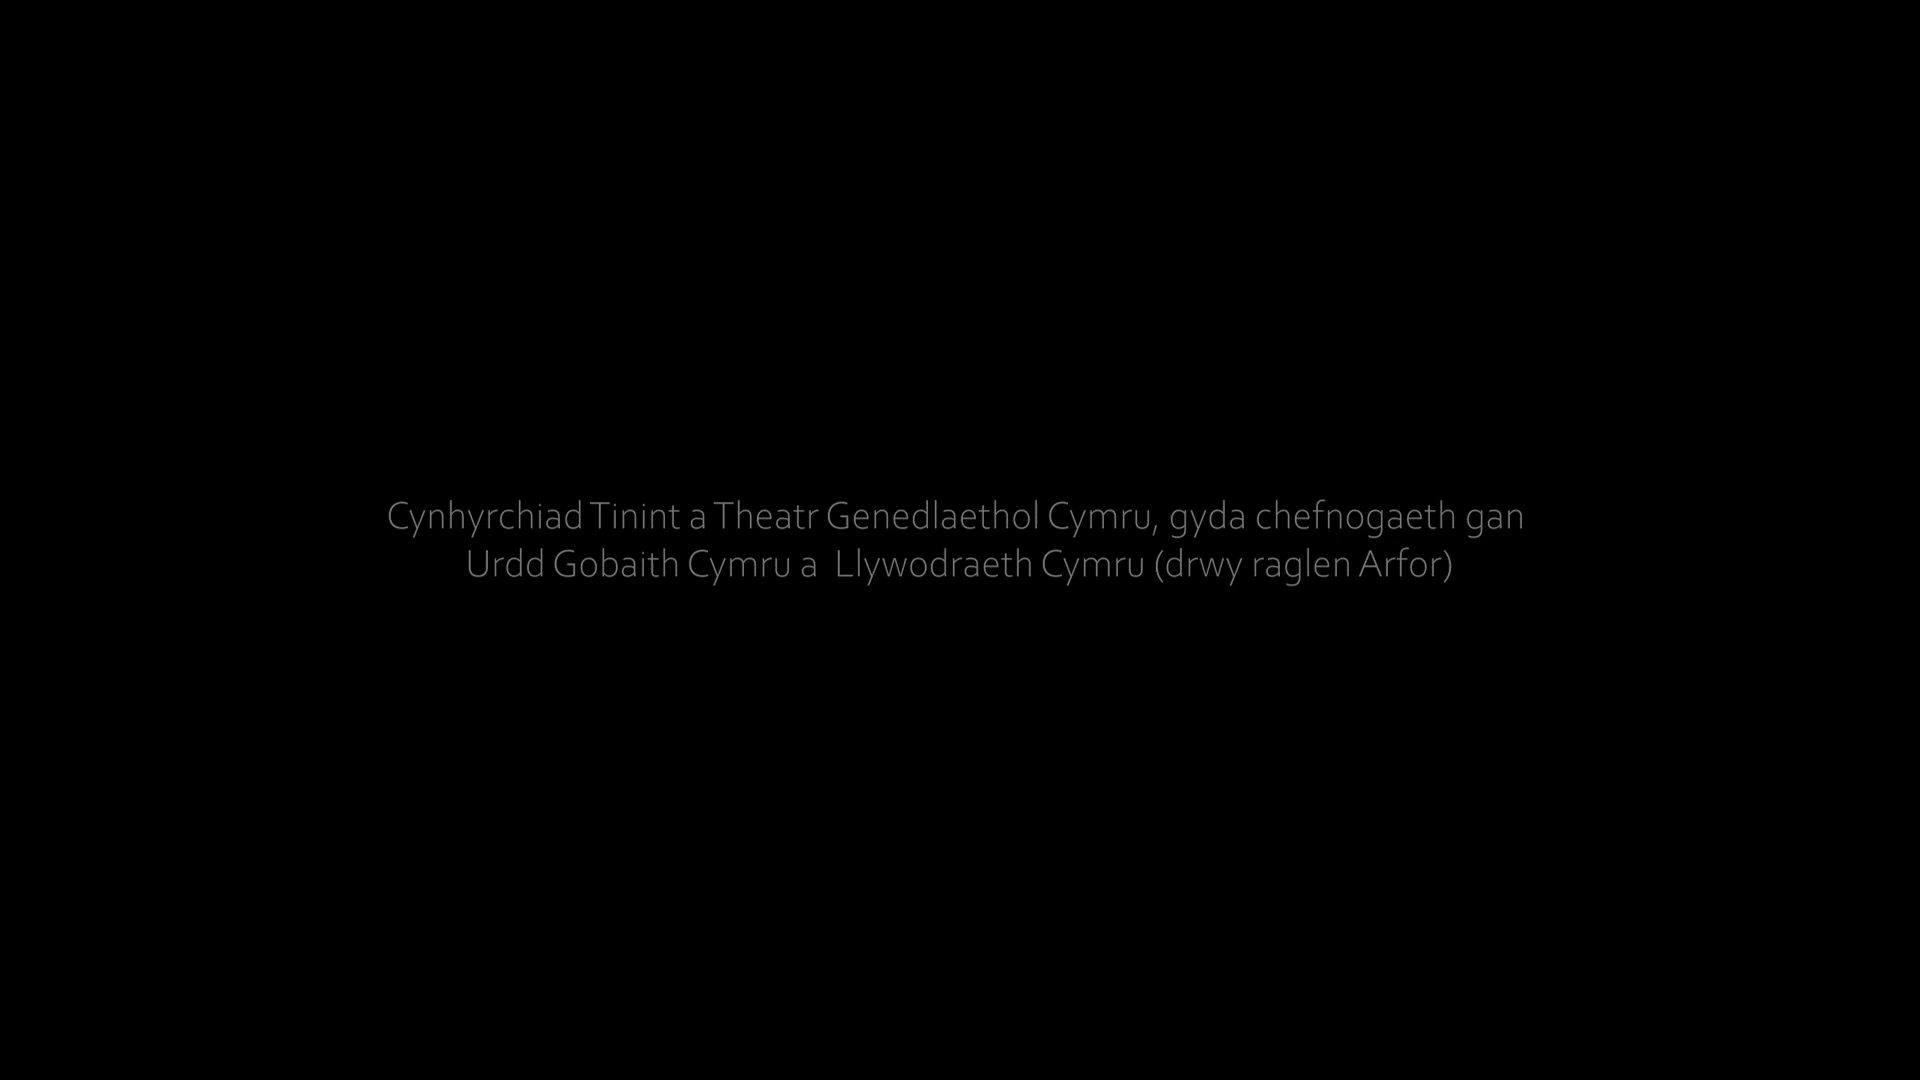 Cynhyrchiad Tinint a Theatr Genedlaethol Cymru, gyda chefnogaeth gan
Urdd Gobaith Cymru a  Llywodraeth Cymru (drwy raglen Arfor)